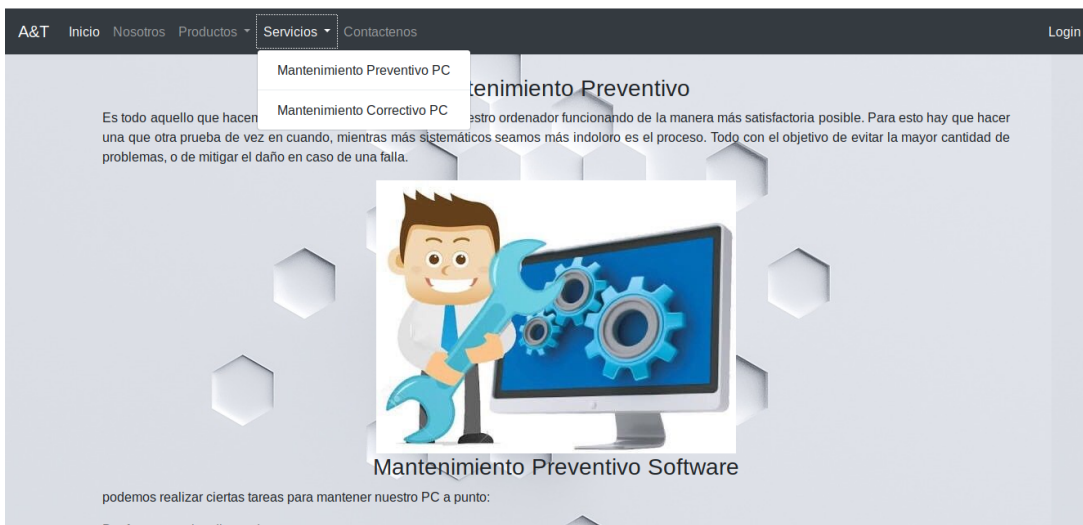 A&T Inicio Nosotros Productos Servicios Contactenos Login
Mantenimiento Preventivo PC
Mantenimiento Correctivo PC
tenimiento Preventivo
Es todo aquello que hacem estro ordenador funcionando de la manera más satisfactoria posible. Para esto hay que hacer
una que otra prueba de vez en cuando, mientras más sistemáticos seamos más indoloro es el proceso. Todo con el objetivo de evitar la mayor cantidad de
problemas, o de mitigar el daño en caso de una falla.
Mantenimiento Preventivo Software
podemos realizar ciertas tareas para mantener nuestro PC a punto: